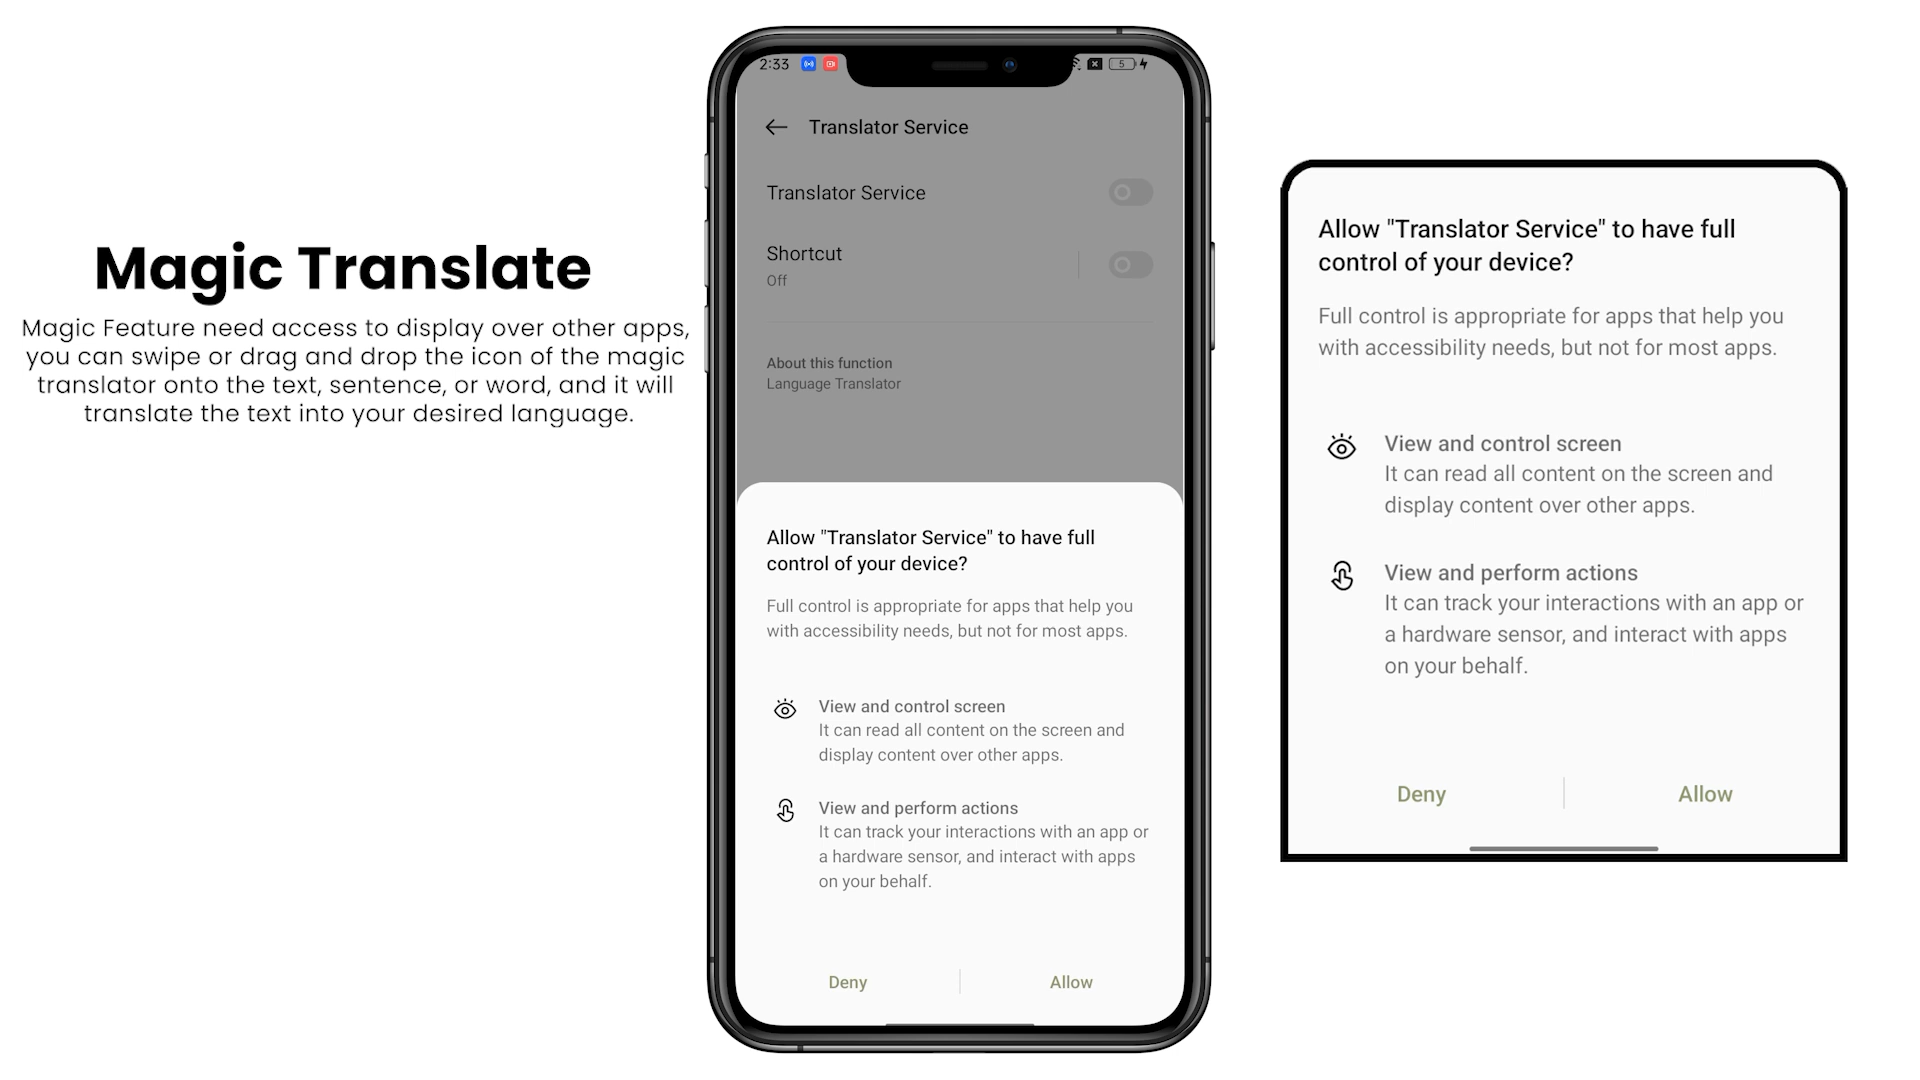 Magic Translate
Magic Feature need access to display over other apps,
you can swipe or drag and drop the icon of the magic
translator onto the text, sentence, or word, and it will
translate the text into your desired language.
2:33
5
Translator Service
Translator Service
Shortcut
Off
About this function
Language Translator
Allow "Translator Service" to have full
control of your device?
Full control is appropriate for apps that help you
with accessibility needs, but not for most apps.
View and control screen
It can read all content on the screen and
display content over other apps.
View and perform actions
It can track your interactions with an app or
a hardware sensor, and interact with apps
on your behalf.
Deny
Allow
Allow "Translator Service" to have full
control of your device?
Full control is appropriate for apps that help you
with accessibility needs, but not for most apps.
View and control screen
It can read all content on the screen and
display content over other apps.
View and perform actions
It can track your interactions with an app or
a hardware sensor, and interact with apps
on your behalf.
Deny
Allow